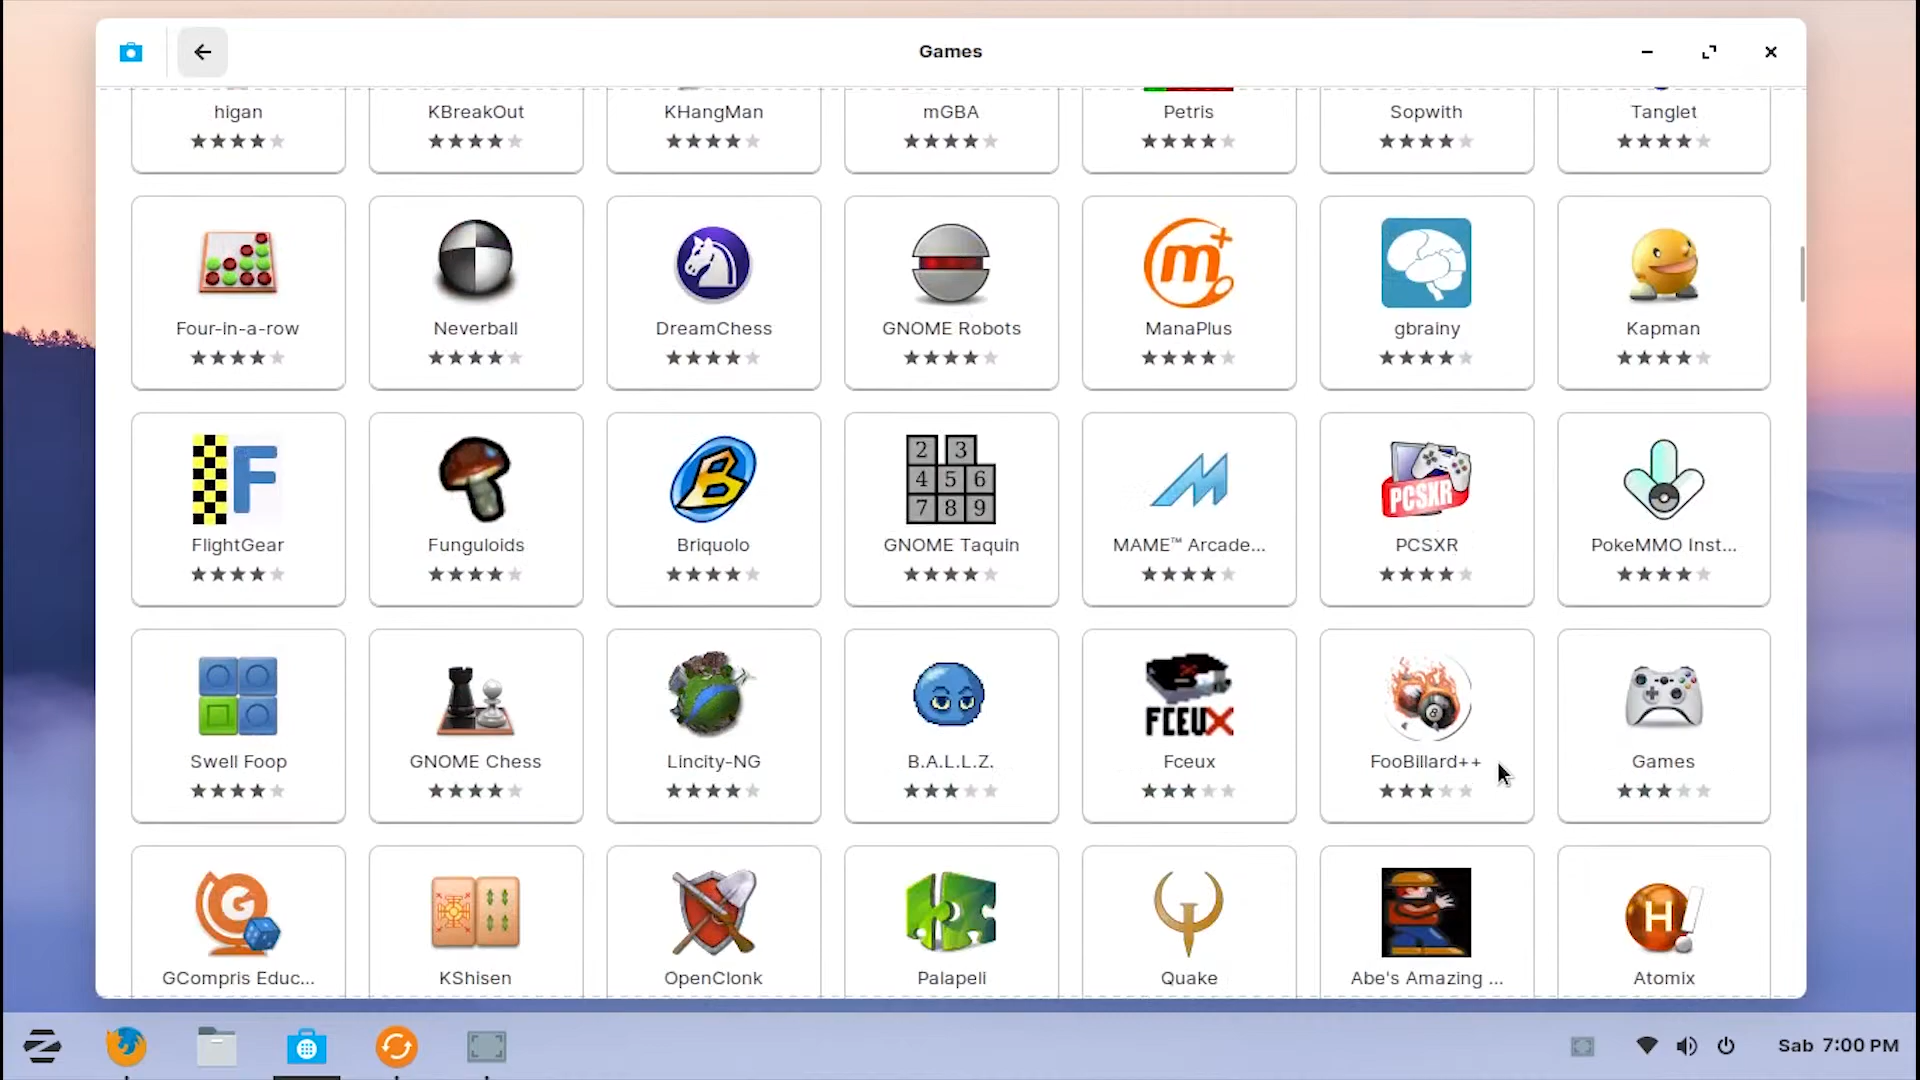 Games
higan KBreakOut KHangMan mGBA Petris Sopwith Tanglet
Four-in-a-row Neverball DreamChess GNOME Robots ManaPlus gbrainy Kapman
FlightGear Funguloids Briquolo GNOME Taquin MAME™ Arcade... PCSXR PokeMMO Inst...
Swell Foop GNOME Chess Lincity-NG B.A.L.L.Z. Fceux FooBillard++ Games
GCompris Educ... KShisen OpenClonk Palapeli Quake Abe's Amazing ... Atomix
F
B
2 3
4 5 6
7 8 9
m+
PCSXR
FCEUX
8
G
H
Sab 7:00 PM